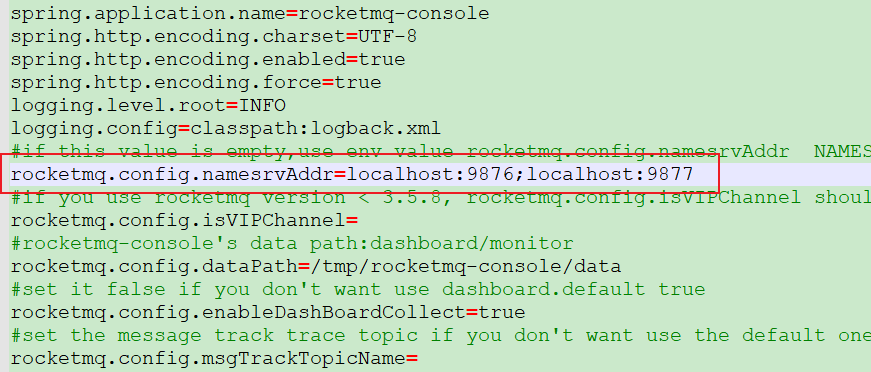 spring.application.name=rocketmq-console
spring.http.encoding.charset=UTF-8
spring.http.encoding.enabled=true
spring.http.encoding.force=true
logging.level.root=INFO
logging.config=classpath:logback.xml
#if this value is empty,use env value rocketmq.config.namesrvAddr  NAMES
rocketmq.config.namesrvAddr=localhost:9876;localhost:9877
#if you use rocketmq version < 3.5.8, rocketmq.config.isVIPChannel shoul
rocketmq.config.isVIPChannel=
#rocketmq-console's data path:dashboard/monitor
rocketmq.config.dataPath=/tmp/rocketmq-console/data
#set it false if you don't want use dashboard.default true
rocketmq.config.enableDashBoardCollect=true
#set the message track trace topic if you don't want use the default one
rocketmq.config.msgTrackTopicName=